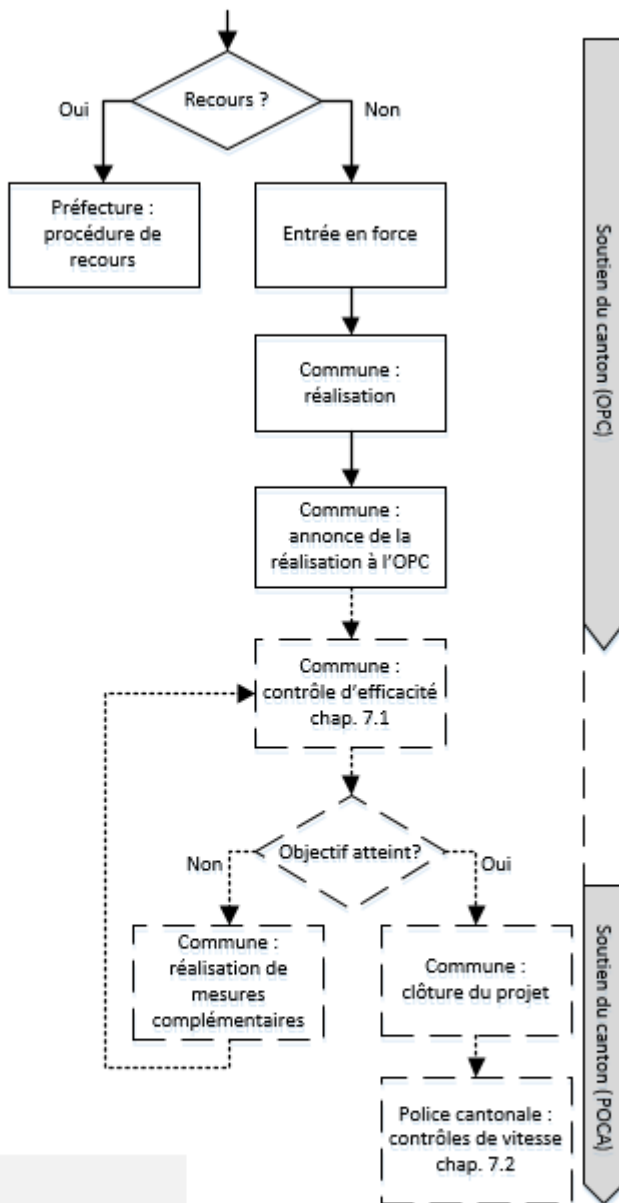 Recours ?
Oui
Non
Préfecture :
procédure de
recours
Entrée en force
Commune :
réalisation
Commune :
annonce de la
réalisation à l'OPC
Commune :
contrôle d'efficacité
chap. 7.1
Objectif atteint?
Non
Oui
Commune :
réalisation de
mesures
complémentaires
Commune :
clôture du projet
Police cantonale :
contrôles de vitesse
chap. 7.2
Soutien du canton (OPC)
Soutien du canton (POCA)